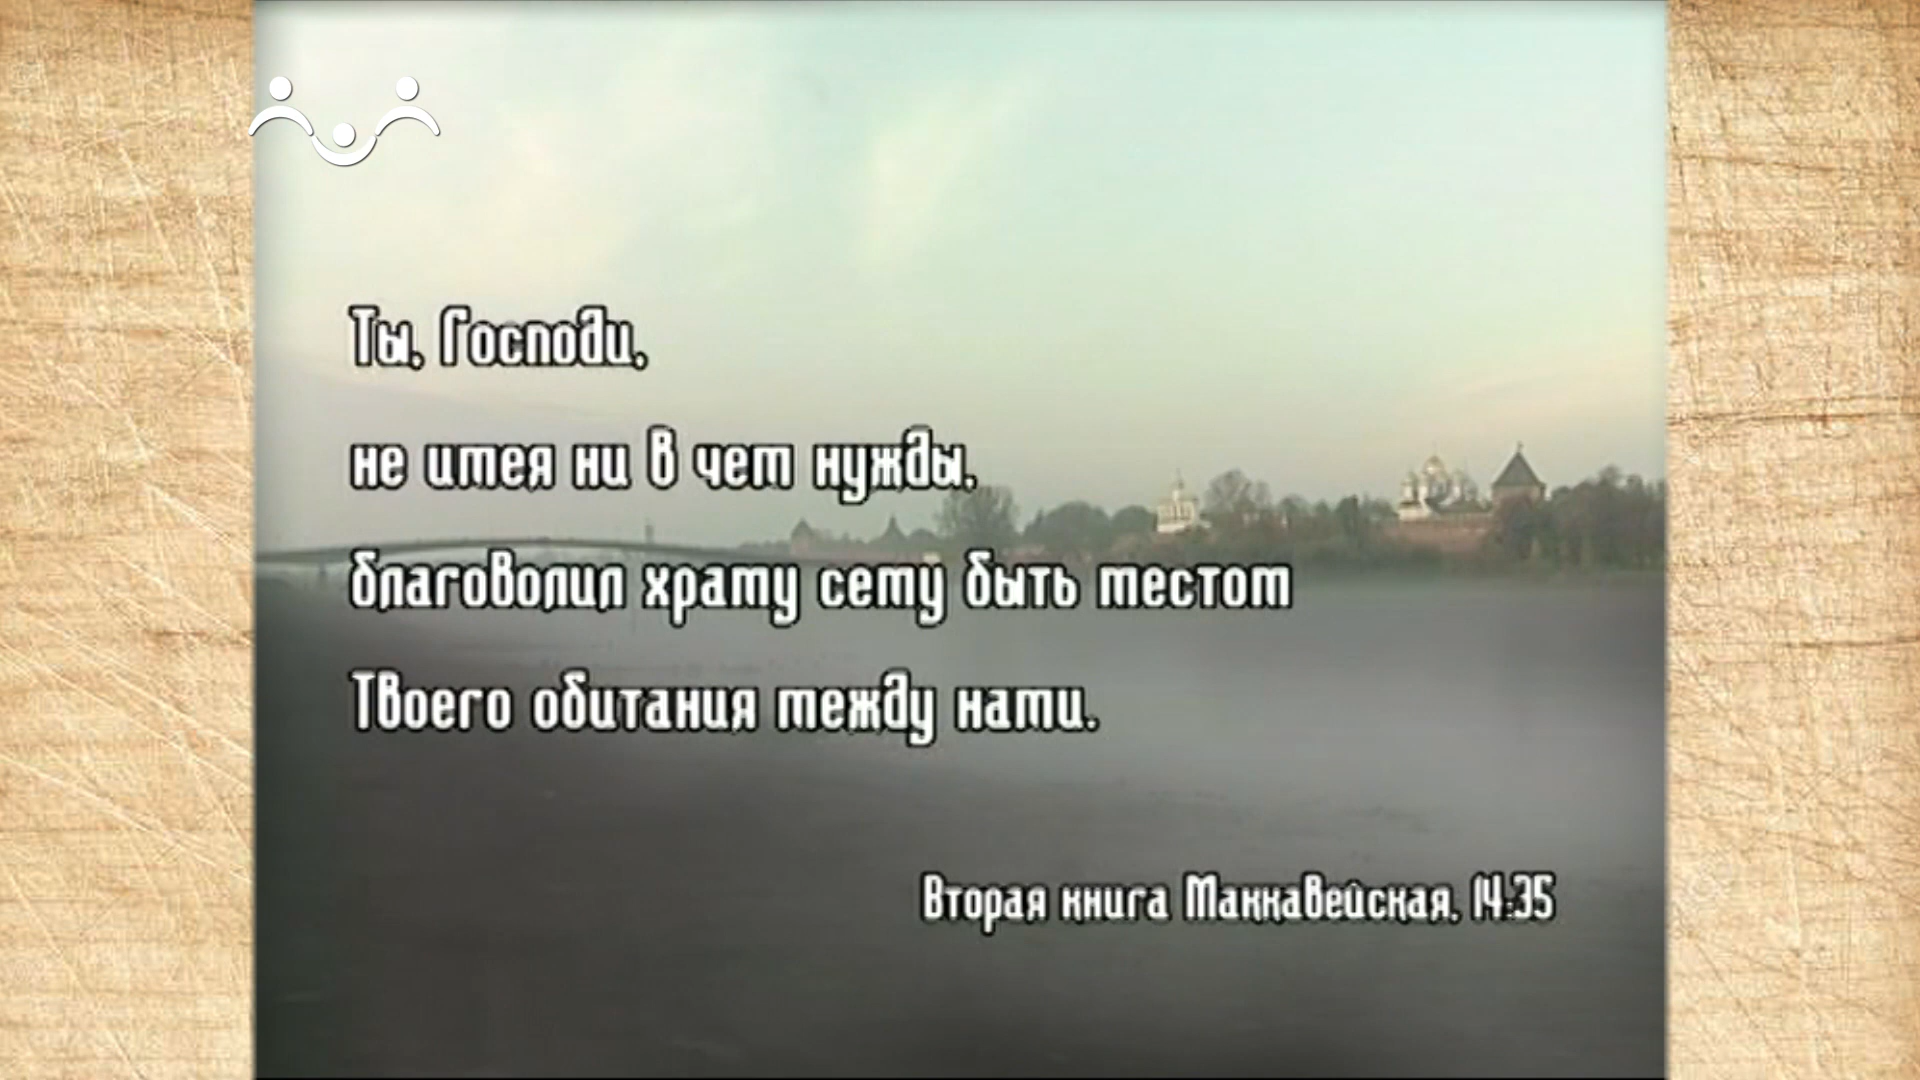 Ты, Господи,
не имея ни в чем нужды,
благоволил храму сему быть местом
Твоего обитания между нами.
Вторая книга Маккавейская, 14:35